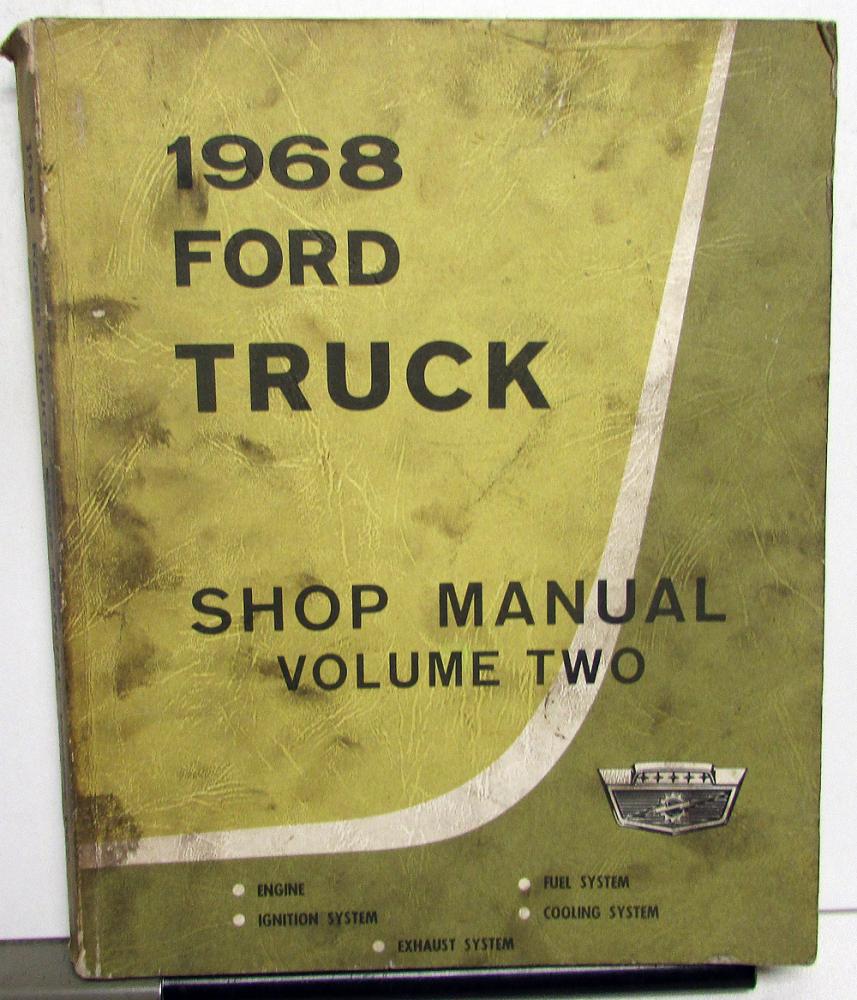 1968
FORD
TRUCK
SHOP MANUAL
VOLUME TWO
ENGINE
FUEL SYSTEM
IGNITION SYSTEM
COOLING SYSTEM
EXHAUST SYSTEM